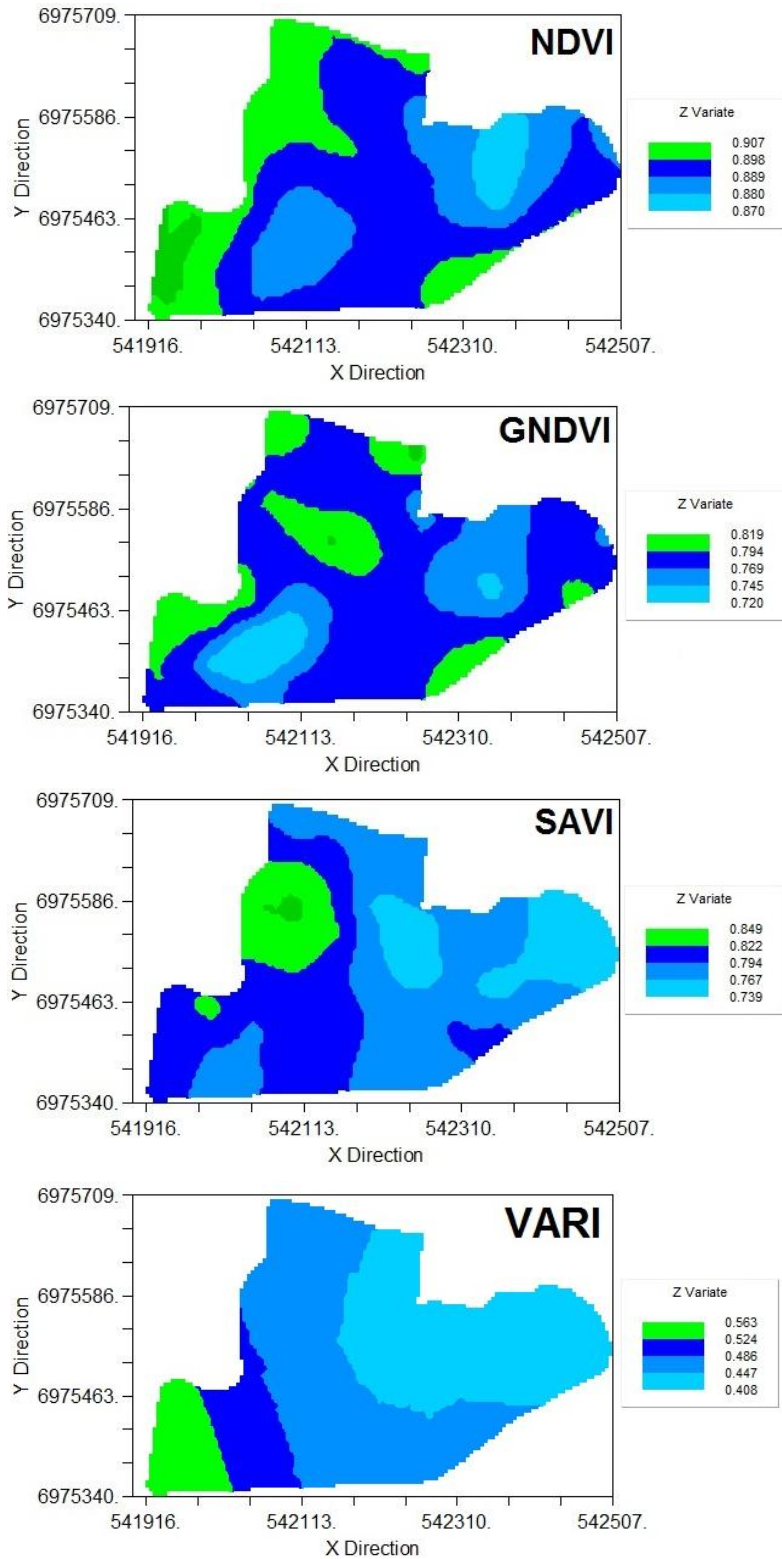 NDVI
6975709.
6975586.
6975463.
6975340.
Y Direction
541916. 542113. 542310. 542507.
X Direction
Z Variate
0.907
0.898
0.889
0.880
0.870
GNDVI
6975709.
6975586.
6975463.
6975340.
Y Direction
541916. 542113. 542310. 542507.
X Direction
Z Variate
0.819
0.794
0.769
0.745
0.720
SAVI
6975709.
6975586.
6975463.
6975340.
Y Direction
541916. 542113. 542310. 542507.
X Direction
Z Variate
0.849
0.822
0.794
0.767
0.739
VARI
6975709.
6975586.
6975463.
6975340.
Y Direction
541916. 542113. 542310. 542507.
X Direction
Z Variate
0.563
0.524
0.486
0.447
0.408